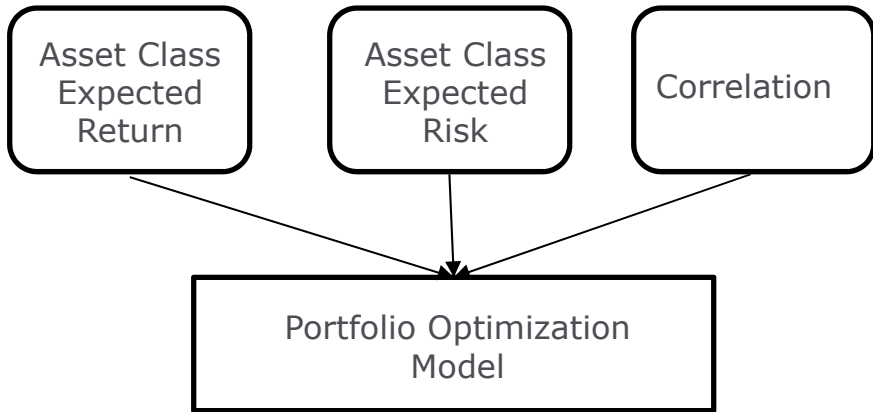 Asset Class
Expected
Return
Asset Class
Expected
Risk
Correlation
Portfolio Optimization
Model